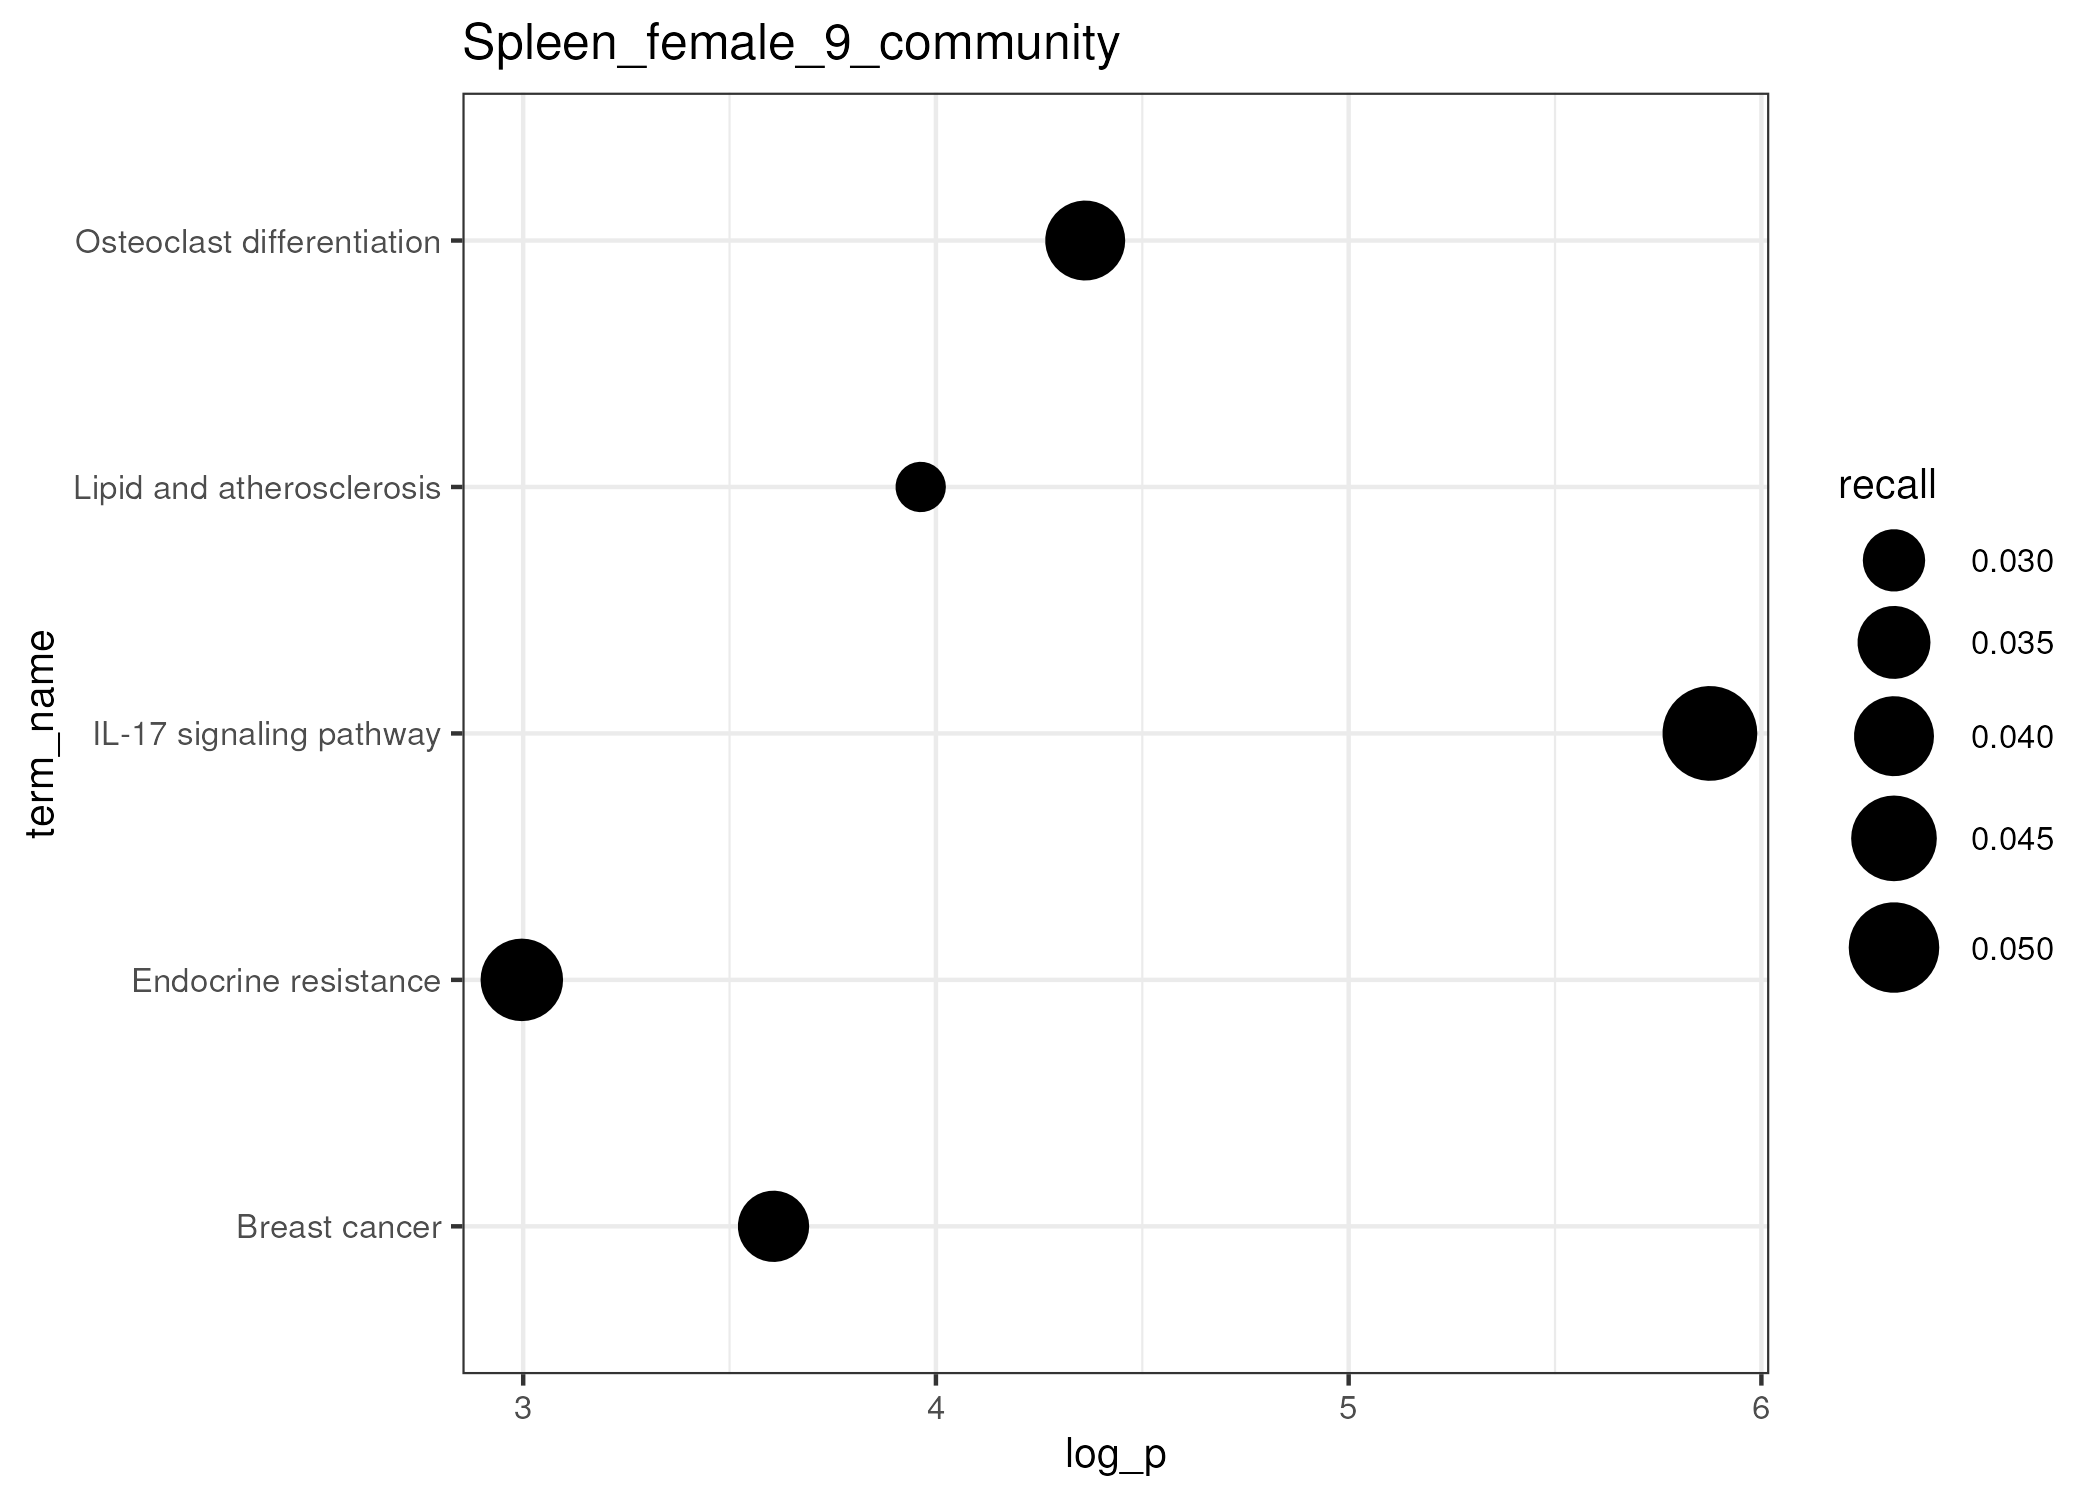 Spleen_female_9_community
term_name
Osteoclast differentiation
Lipid and atherosclerosis
IL-17 signaling pathway
Endocrine resistance
Breast cancer
3 4 5 6
log_p
recall
0.030
0.035
0.040
0.045
0.050